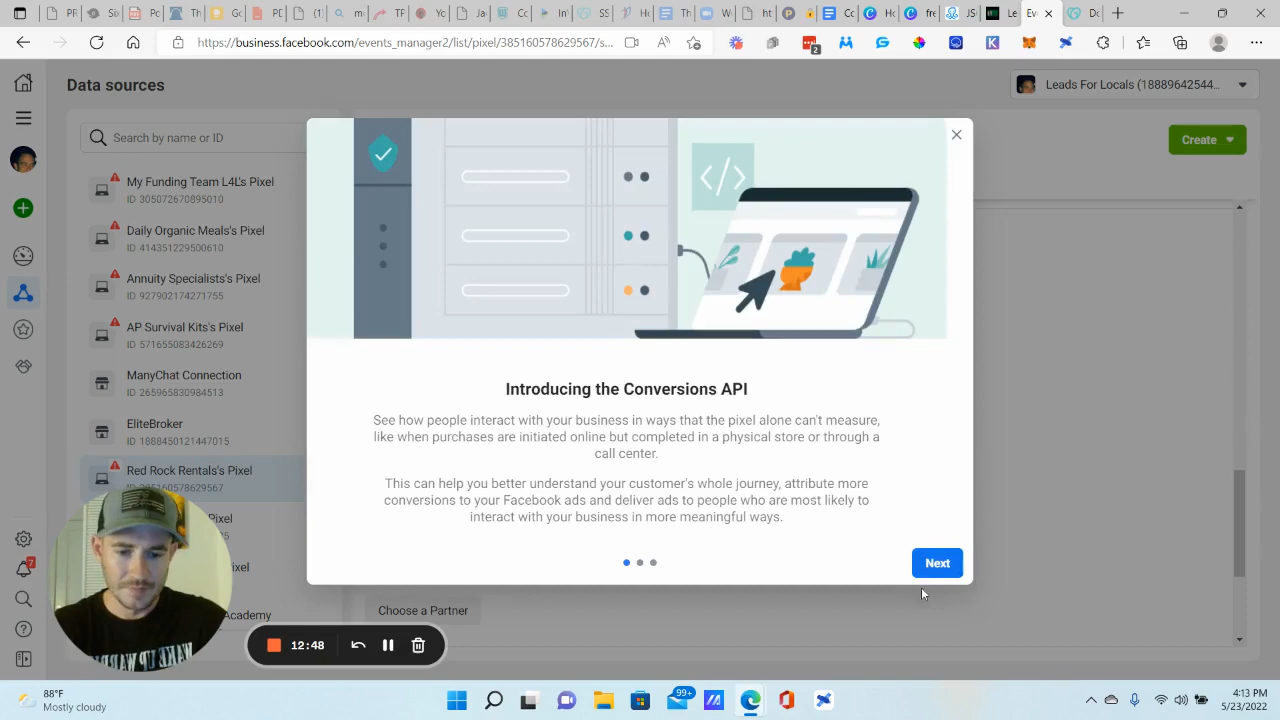 https://business.facebook.com/events_manager2/list/pixel/385160578629567/s...
2
Data sources
Leads For Locals (18889642544...
Search by name or ID
Create
My Funding Team L4L's Pixel
ID 305072670895010
Daily Organic Meals's Pixel
ID 414351229500610
Annuity Specialists's Pixel
ID 927902174271755
AP Survival Kits's Pixel
ID 571655083426269
ManyChat Connection
ID 265965830984513
EliteBroker
ID 1888450121447015
Red Rock Rentals's Pixel
385160578629567
Pixel
ixel
Academy
7
Introducing the Conversions API
See how people interact with your business in ways that the pixel alone can't measure,
like when purchases are initiated online but completed in a physical store or through a
call center.
This can help you better understand your customer's whole journey, attribute more
conversions to your Facebook ads and deliver ads to people who are most likely to
interact with your business in more meaningful ways.
Next
Choose a Partner
12:48
88°F
Mostly cloudy
99+
4:13 PM
5/23/2022